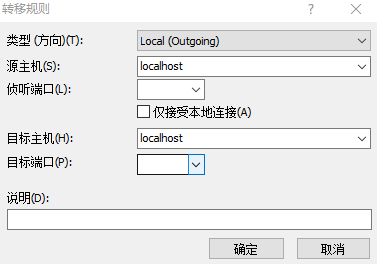 转移规则
类型 (方向)(T): Local (Outgoing)
源主机(S): localhost
侦听端口(L):
仅接受本地连接(A)
目标主机(H): localhost
目标端口(P):
说明(D):
确定 取消